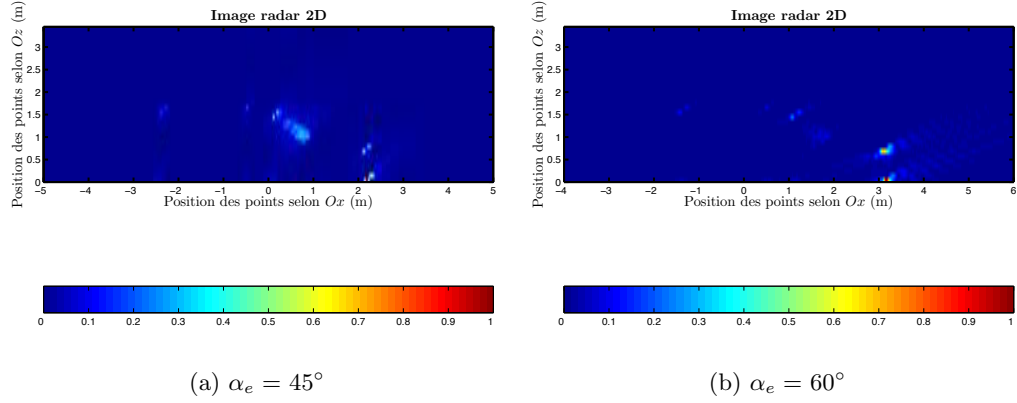 Image radar 2D
Position des points selon Oz (m)
3
2.5
2
1.5
1
0.5
0
−5 −4 −3 −2 −1 0 1 2 3 4 5
Position des points selon Ox (m)
0 0.1 0.2 0.3 0.4 0.5 0.6 0.7 0.8 0.9 1
(a) αₑ = 45°
Image radar 2D
Position des points selon Oz (m)
3
2.5
2
1.5
1
0.5
0
−4 −3 −2 −1 0 1 2 3 4 5 6
Position des points selon Ox (m)
0 0.1 0.2 0.3 0.4 0.5 0.6 0.7 0.8 0.9 1
(b) αₑ = 60°